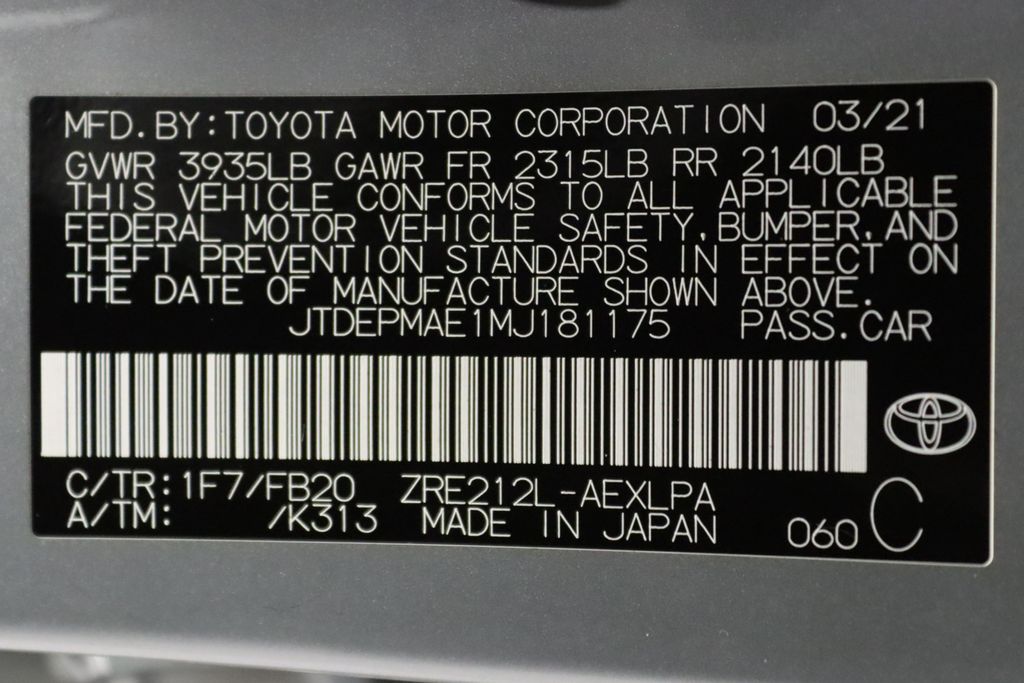 MFD.BY:TOYOTA MOTOR CORPORATION 03/21
GVWR 3935LB GAWR FR 2315LB RR 2140LB
THIS VEHICLE CONFORMS TO ALL APPLICABLE
FEDERAL MOTOR VEHICLE SAFETY,BUMPER,AND
THEFT PREVENTION STANDARDS IN EFFECT ON
THE DATE OF MANUFACTURE SHOWN ABOVE.
JTDEPMAE1MJ181175 PASS.CAR
C/TR:1F7/FB20 ZRE212L-AEXLPA
A/TM: /K313 MADE IN JAPAN 060 C